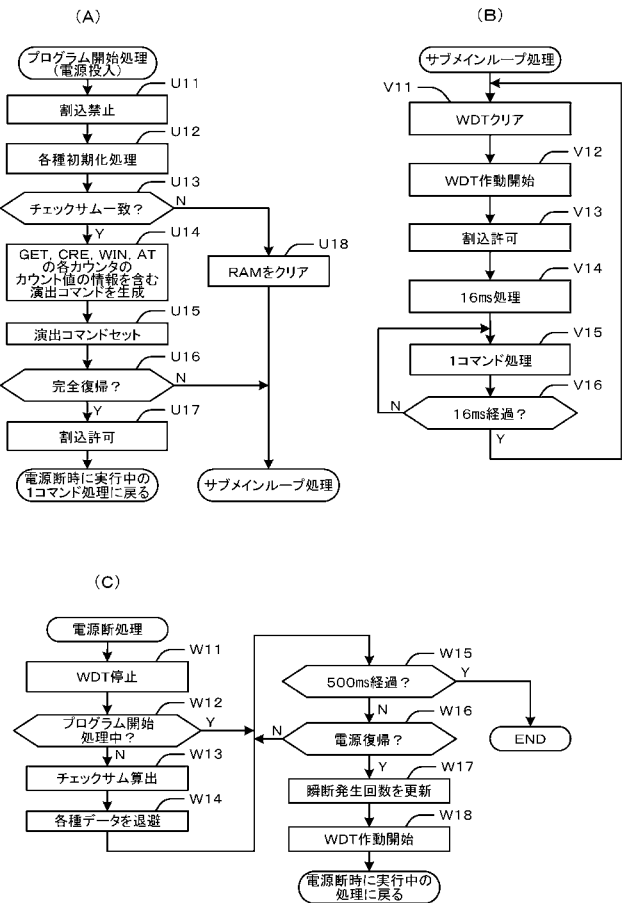 (A)
プログラム開始処理
(電源投入)
U11
割込禁止
U12
各種初期化処理
U13
チェックサム一致?
N
Y
U14
GET, CRE, WIN, AT
の各カウンタの
カウント値の情報を含む
演出コマンドを生成
U18
RAMをクリア
U15
演出コマンドセット
U16
完全復帰?
N
Y
U17
割込許可
電源断時に実行中の
1コマンド処理に戻る
サブメインループ処理
(B)
サブメインループ処理
V11
WDTクリア
V12
WDT作動開始
V13
割込許可
V14
16ms処理
V15
1コマンド処理
V16
N
16ms経過?
Y
(C)
電源断処理
W11
WDT停止
W12
プログラム開始
処理中?
Y
N
W13
チェックサム算出
W14
各種データを退避
W15
500ms経過?
Y
N
W16
N
電源復帰?
END
Y
W17
瞬断発生回数を更新
W18
WDT作動開始
電源断時に実行中の
処理に戻る